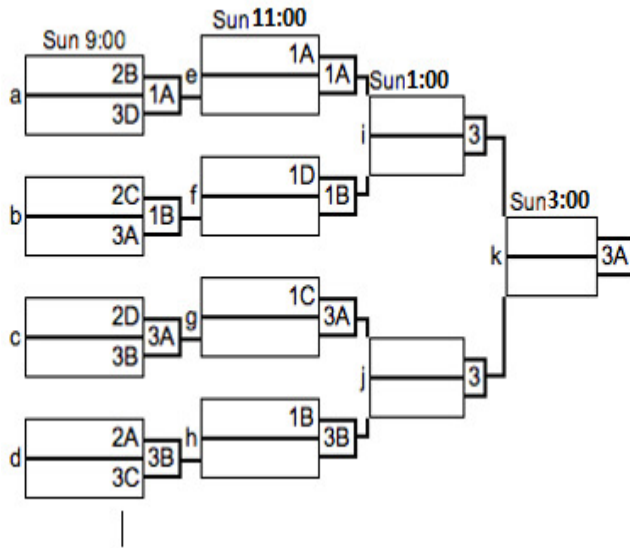 Sun 9:00
Sun 11:00
Sun 1:00
Sun 3:00
a
2B
3D
1A
b
2C
3A
1B
c
2D
3B
3A
d
2A
3C
3B
e
1A
1A
f
1D
1B
g
1C
3A
h
1B
3B
i
3
j
3
k
3A